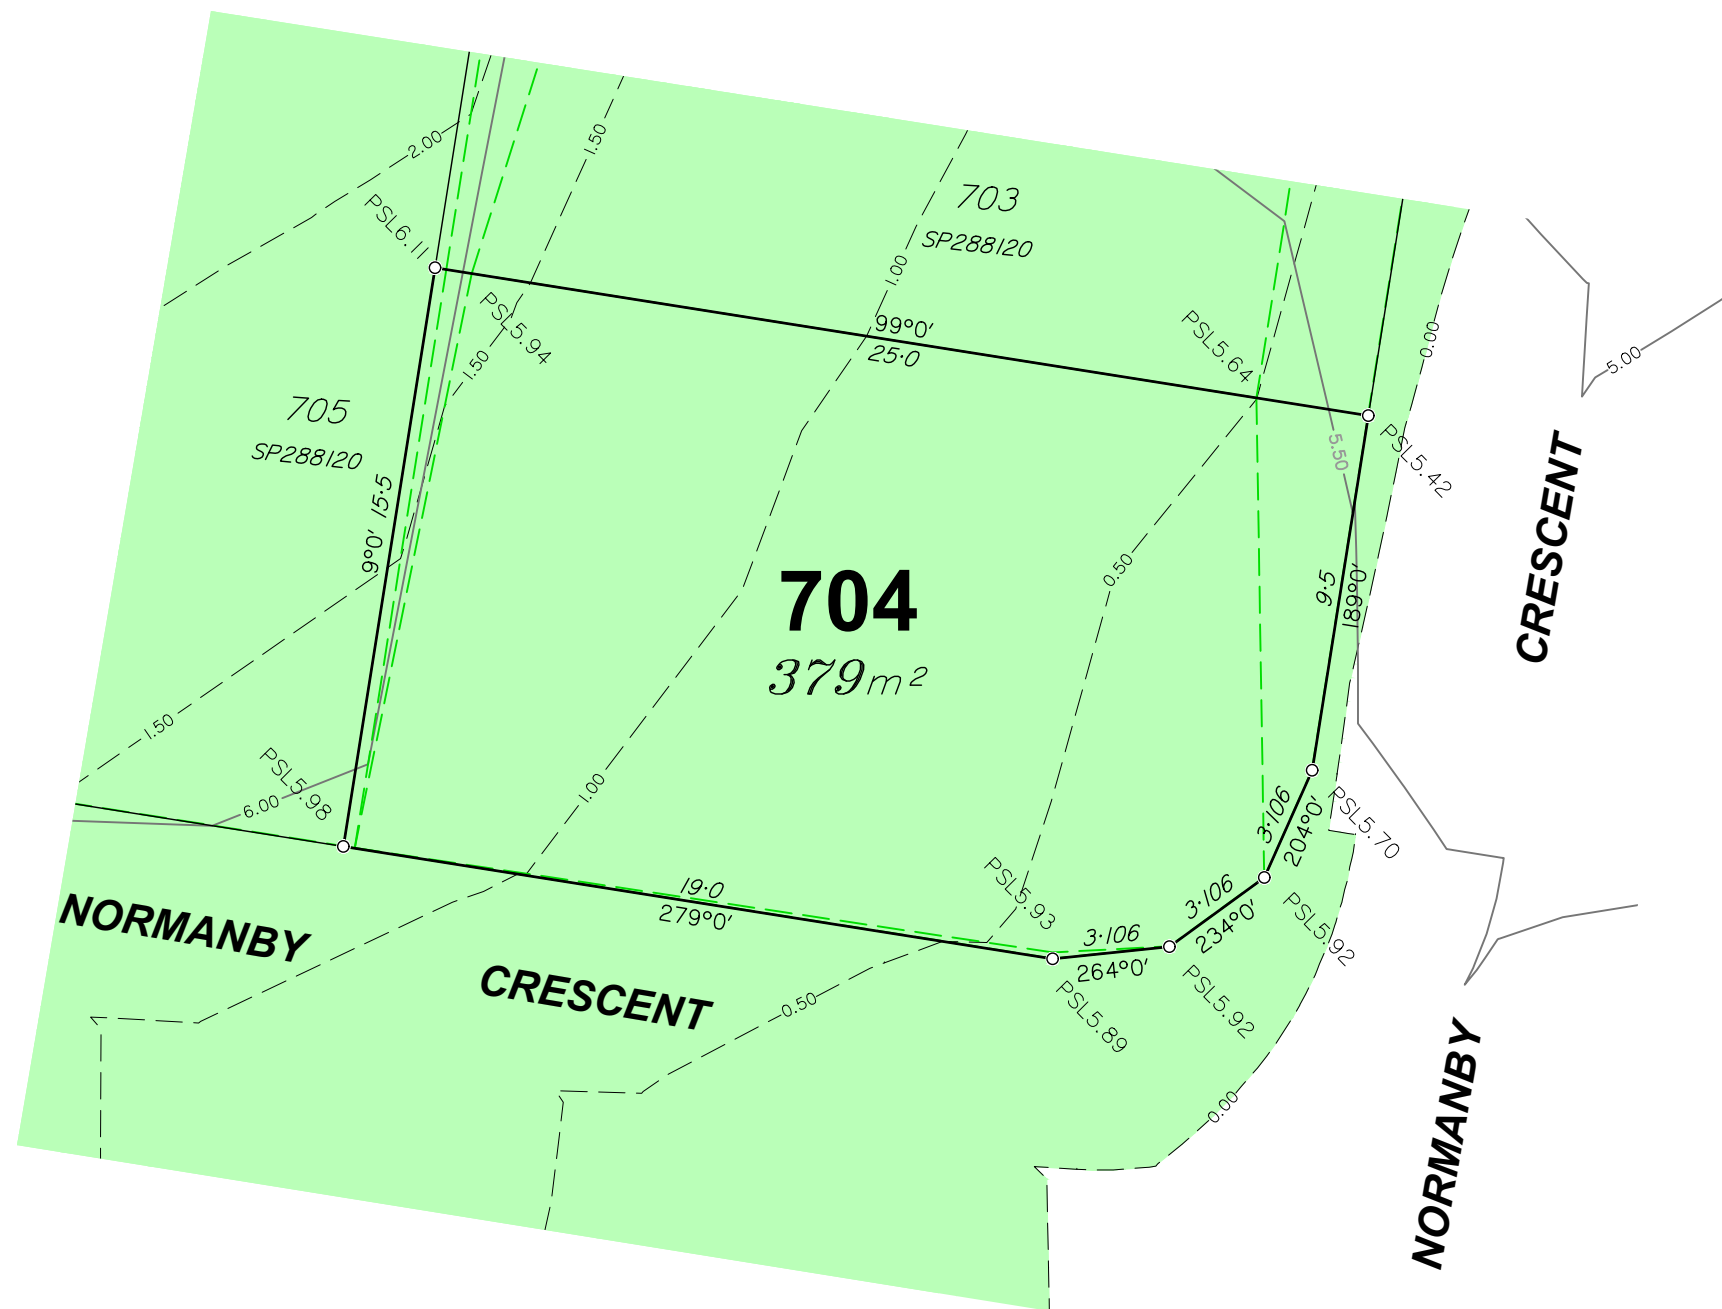 2.00
1.50
703
SP288120
1.00
PSL6.11
0.00
PSL5.94
99°0'
25·0
PSL5.64
5.00
1.50
705
SP288120
5.50
PSL5.42
CRESCENT
9°0' 15·5
0.50
9·5
189°0'
704
379m²
1.50
PSL5.98
6.00
1.00
3·106
204°0'
PSL5.70
NORMANBY
19·0
279°0'
PSL5.93
3·106
234°0'
PSL5.92
3·106
264°0'
CRESCENT
0.50
PSL5.89
PSL5.92
0.00
NORMANBY